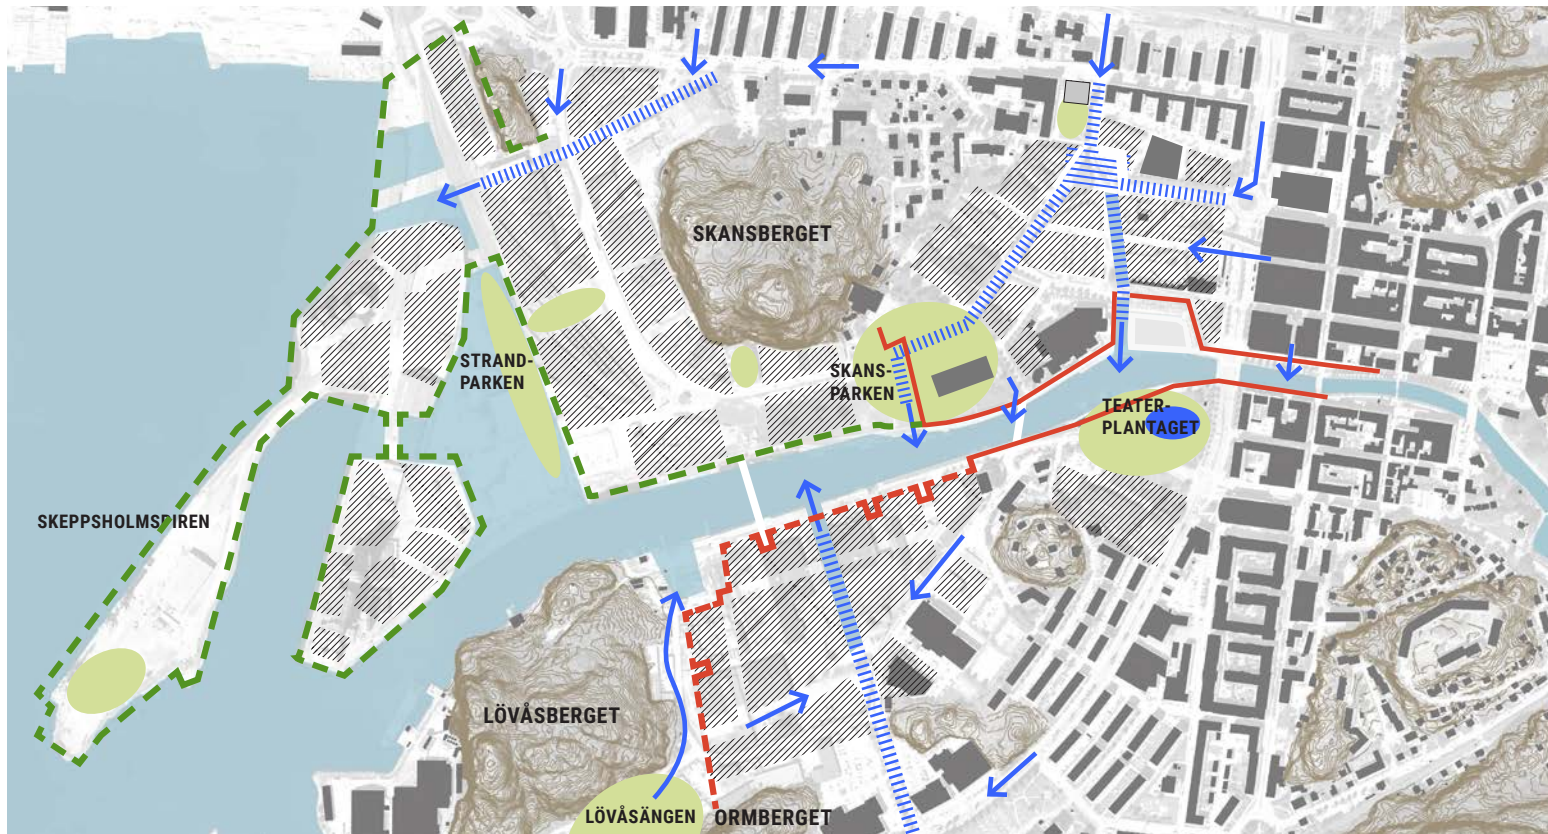 SKANSBERGET
STRAND-
PARKEN
SKANS-
PARKEN
TEATER-
PLANTAGET
SKEPPSHOLMSPIREN
LÖVÅSBERGET
LÖVÅSÄNGEN
ORMBERGET